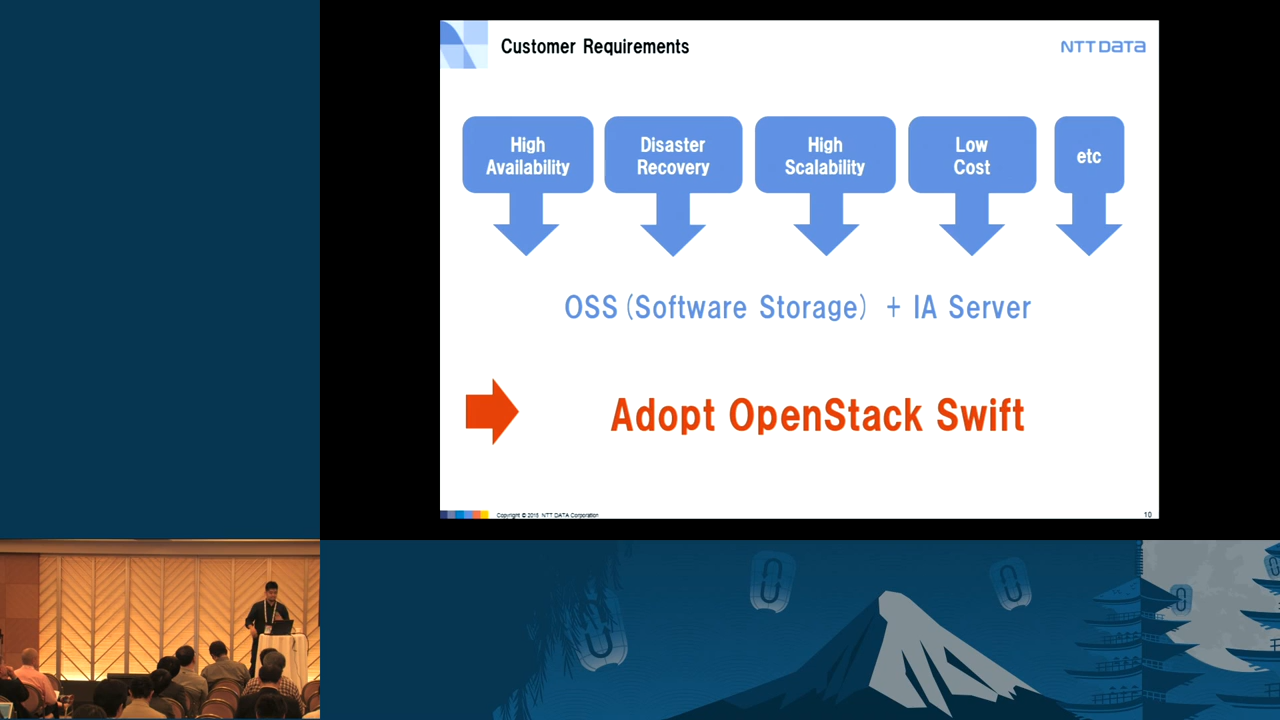 Customer Requirements
NTT DATA
High
Availability
Disaster
Recovery
High
Scalability
Low
Cost
etc
OSS (Software Storage) + IA Server
Adopt OpenStack Swift
Copyright © 2015 NTT DATA Corporation
10